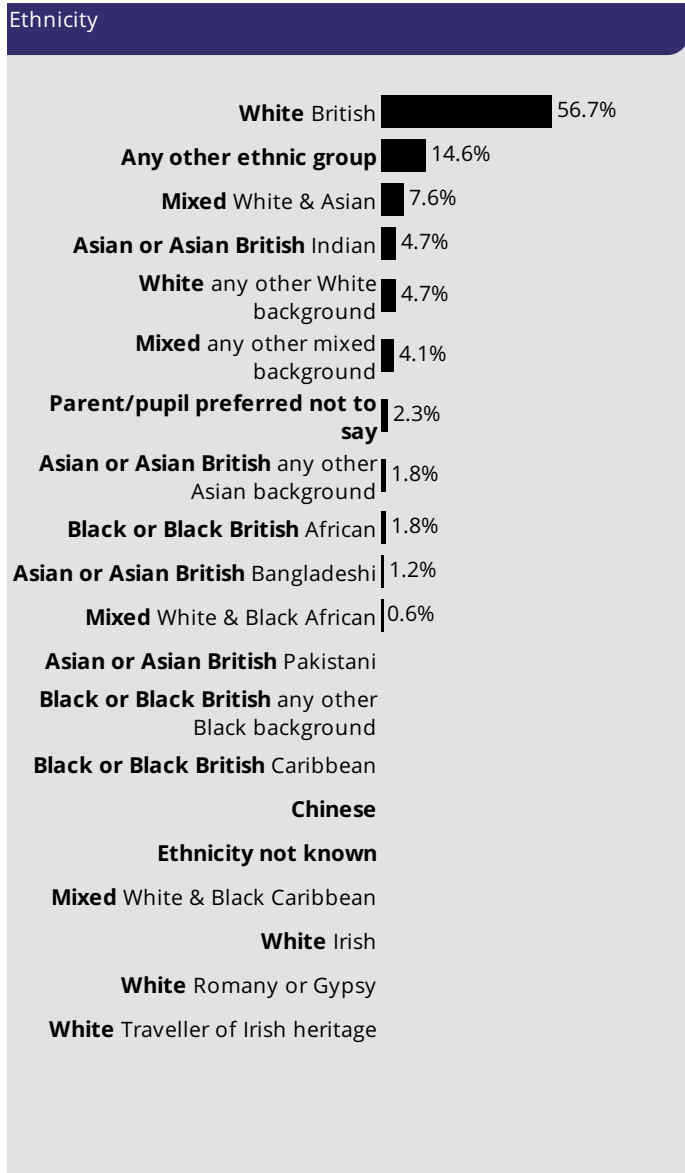 Ethnicity
White British 56.7%
Any other ethnic group 14.6%
Mixed White & Asian 7.6%
Asian or Asian British Indian 4.7%
White any other White
background 4.7%
Mixed any other mixed
background 4.1%
Parent/pupil preferred not to
say 2.3%
Asian or Asian British any other
Asian background 1.8%
Black or Black British African 1.8%
Asian or Asian British Bangladeshi 1.2%
Mixed White & Black African 0.6%
Asian or Asian British Pakistani
Black or Black British any other
Black background
Black or Black British Caribbean
Chinese
Ethnicity not known
Mixed White & Black Caribbean
White Irish
White Romany or Gypsy
White Traveller of Irish heritage